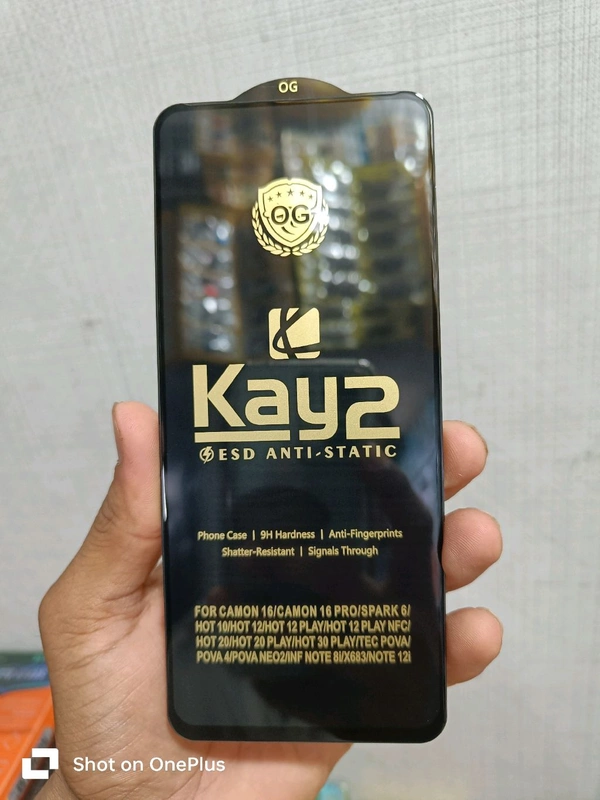 OG
OG
Kay2
ESD ANTI-STATIC
Phone Case | 9H Hardness | Anti-Fingerprints
Shatter-Resistant | Signals Through
FOR CAMON 16/CAMON 16 PRO/SPARK 6/
HOT 10/HOT 12/HOT 12 PLAY/HOT 12 PLAY NFC/
HOT 20/HOT 20 PLAY/HOT 30 PLAY/TEC POVA/
POVA 4/POVA NEO2/INF NOTE 8i/X683/NOTE 12i
Shot on OnePlus